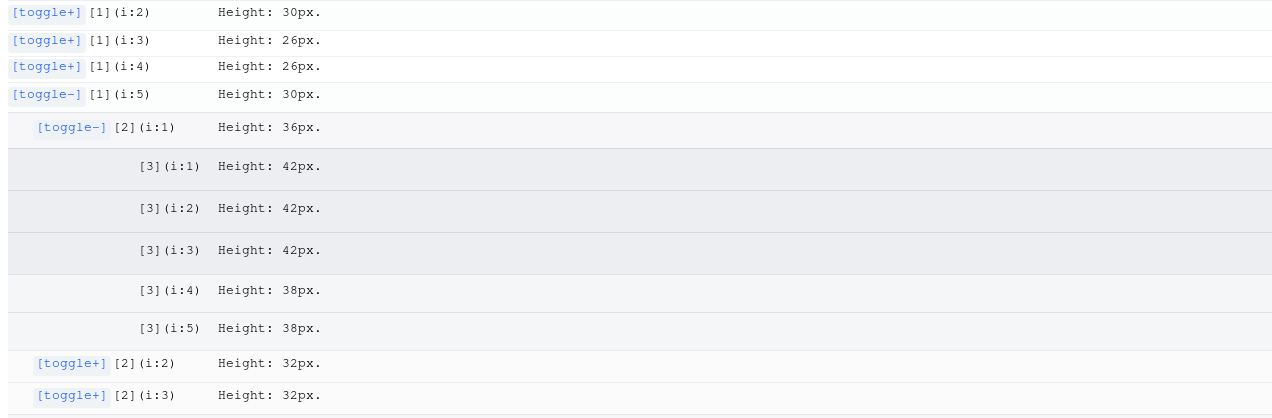 [toggle+] [1](i:2) Height: 30px.
[toggle+] [1](i:3) Height: 26px.
[toggle+] [1](i:4) Height: 26px.
[toggle-] [1](i:5) Height: 30px.
[toggle-] [2](i:1) Height: 36px.
[3](i:1) Height: 42px.
[3](i:2) Height: 42px.
[3](i:3) Height: 42px.
[3](i:4) Height: 38px.
[3](i:5) Height: 38px.
[toggle+] [2](i:2) Height: 32px.
[toggle+] [2](i:3) Height: 32px.